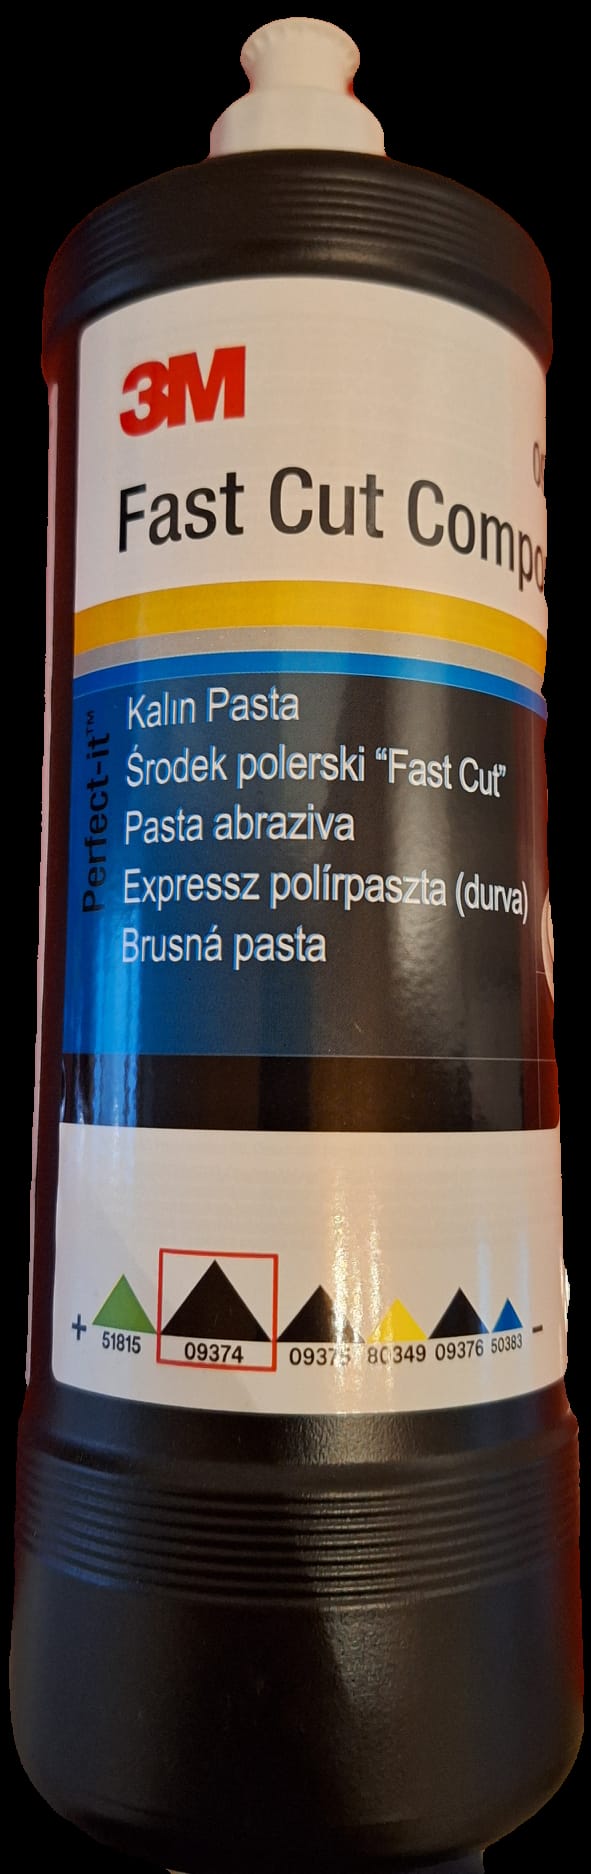 3M
Fast Cut
Perfect-it™
Kalın Pasta
Środek polerski “Fast Cut”
Pasta abraziva
Expressz polírpaszta (durva)
Brusná pasta
+ 51815 09374 09375 80349 09376 50383 −